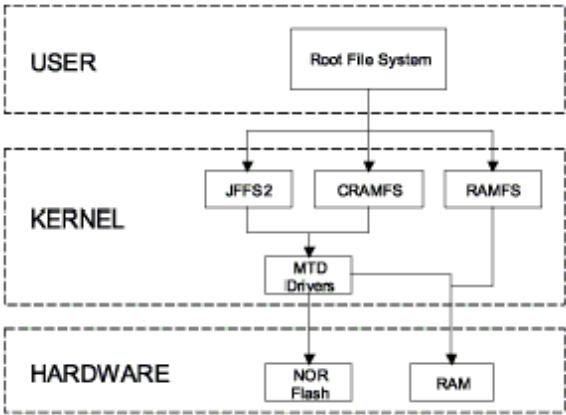 USER
Root File System
JFFS2
CRAMFS
RAMFS
KERNEL
MTD
Drivers
HARDWARE
NOR
Flash
RAM